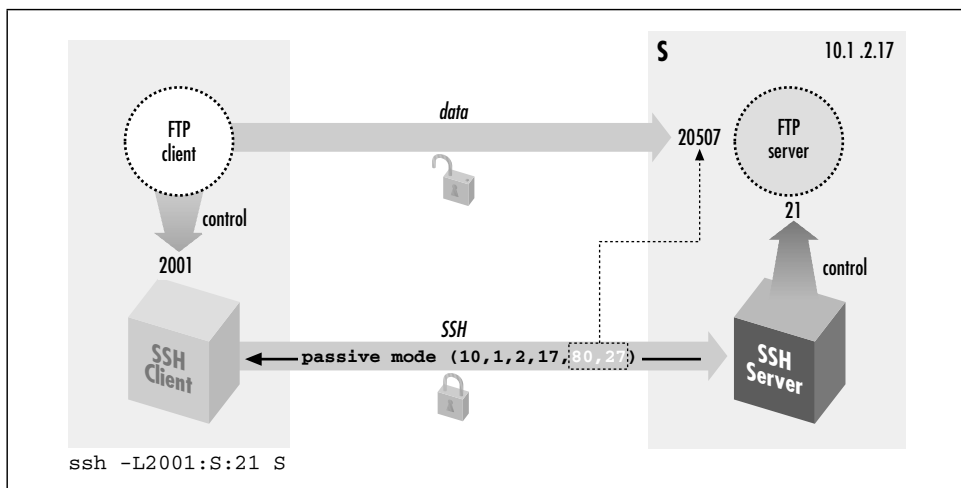 S
10.1 .2.17
FTP
client
data
20507
FTP
server
control
21
2001
control
SSH
passive mode (10,1,2,17,80,27)
SSH
Client
SSH
Server
ssh -L2001:S:21 S